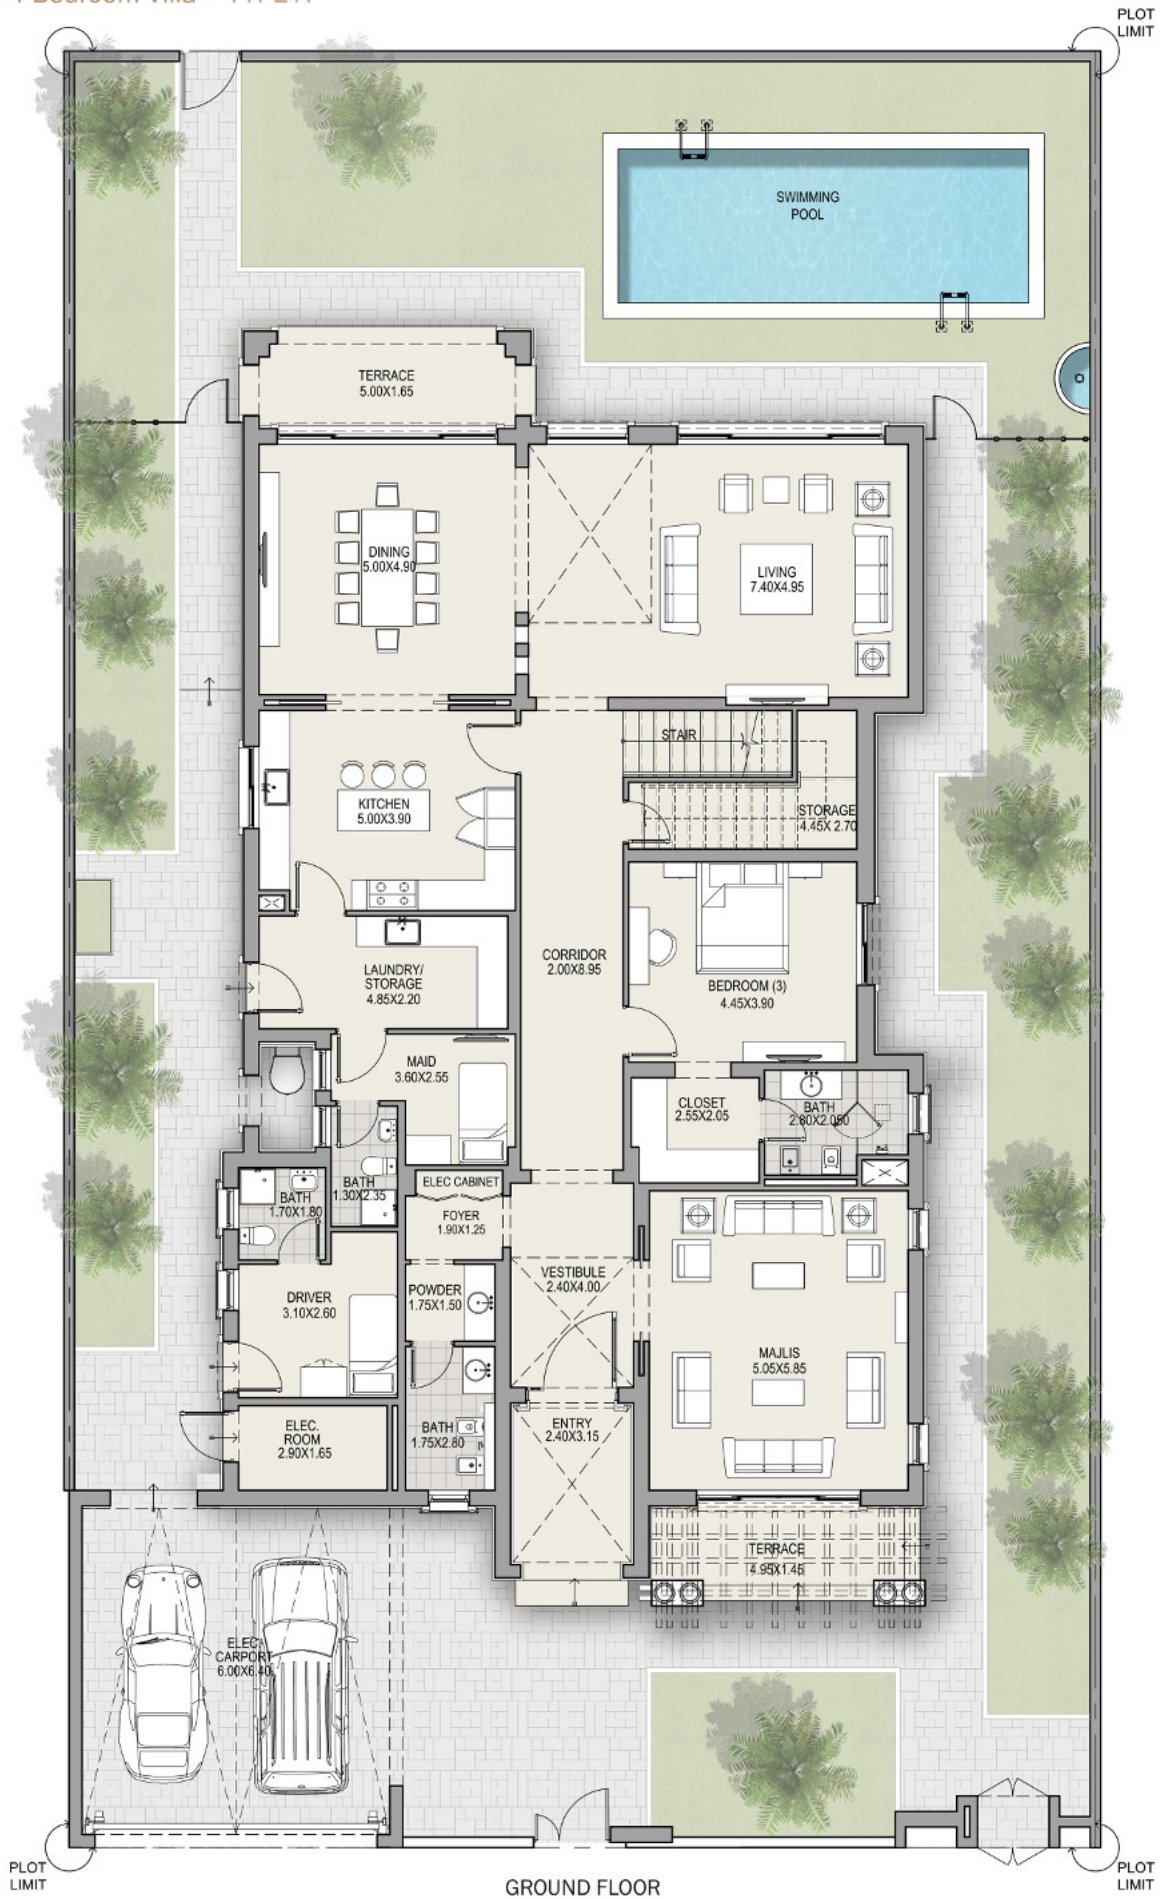 PLOT
LIMIT
SWIMMING
POOL
TERRACE
5.00X1.65
DINING
5.00X4.90
LIVING
7.40X4.95
STAIR
KITCHEN
5.00X3.90
STORAGE
4.45X 2.70
CORRIDOR
2.00X8.95
LAUNDRY/
STORAGE
4.85X2.20
BEDROOM (3)
4.45X3.90
MAID
3.60X2.55
CLOSET
2.55X2.05
BATH
2.80X2.050
BATH
1.30X2.35
ELEC CABINET
BATH
1.70X1.80
FOYER
1.90X1.25
VESTIBULE
2.40X4.00
POWDER
1.75X1.50
DRIVER
3.10X2.60
MAJLIS
5.05X5.85
ENTRY
2.40X3.15
BATH
1.75X2.80
ELEC.
ROOM
2.90X1.65
TERRACE
4.95X1.45
ELEC
CARPORT
6.00X6.40
PLOT
LIMIT
PLOT
LIMIT
GROUND FLOOR